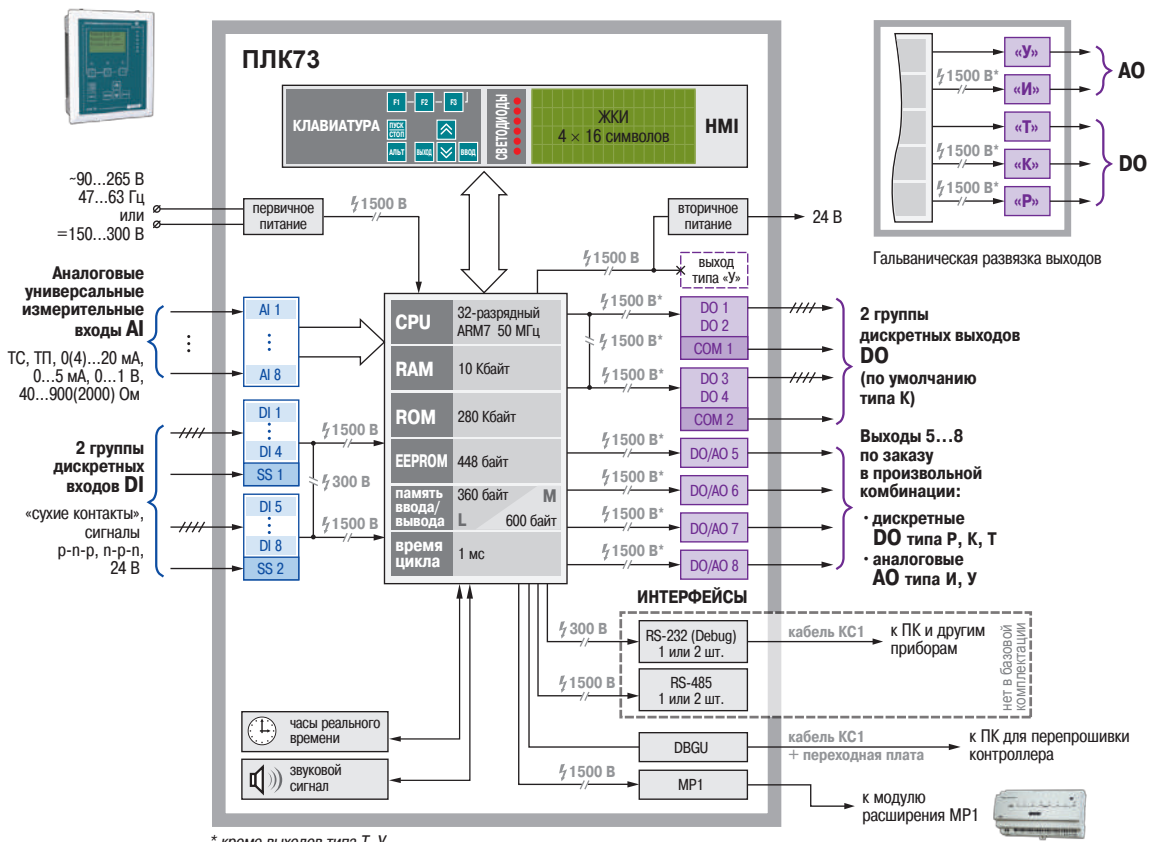 ПЛК73
КЛАВИАТУРА
F1
F2
F3
ПУСК
СТОП
АЛЬТ
ВЫХОД
ВВОД
СВЕТОДИОДЫ
ЖКИ
4 × 16 символов
HMI
«У»
1500 В*
«И»
AO
«Т»
1500 В*
«К»
1500 В*
«Р»
DO
Гальваническая развязка выходов
~90...265 В
47...63 Гц
или
=150...300 В
первичное
питание
1500 В
вторичное
питание
24 В
1500 В
выход
типа «У»
Аналоговые
универсальные
измерительные
входы AI
ТС, ТП, 0(4)...20 мА,
0...5 мА, 0...1 В,
40...900(2000) Ом
AI 1
AI 8
2 группы
дискретных
входов DI
«сухие контакты»,
сигналы
p-n-p, n-p-n,
24 В
DI 1
DI 4
SS 1
DI 5
DI 8
SS 2
1500 В
300 В
1500 В
CPU
32-разрядный
ARM7 50 МГц
RAM
10 Кбайт
ROM
280 Кбайт
EEPROM
448 байт
память
ввода/
вывода
360 байт
M
L
600 байт
время
цикла
1 мс
1500 В*
1500 В*
1500 В*
DO 1
DO 2
COM 1
DO 3
DO 4
COM 2
2 группы
дискретных выходов
DO
(по умолчанию
типа К)
1500 В*
DO/AO 5
1500 В*
DO/AO 6
1500 В*
DO/AO 7
1500 В*
DO/AO 8
Выходы 5...8
по заказу
в произвольной
комбинации:
· дискретные
DO типа Р, К, Т
· аналоговые
AO типа И, У
ИНТЕРФЕЙСЫ
300 В
RS-232 (Debug)
1 или 2 шт.
кабель КС1
к ПК и другим
приборам
1500 В
RS-485
1 или 2 шт.
нет в базовой
комплектации
DBGU
кабель КС1
+ переходная плата
к ПК для перепрошивки
контроллера
1500 В
МР1
к модулю
расширения МР1
часы реального
времени
звуковой
сигнал
* кроме выходов типа Т, У